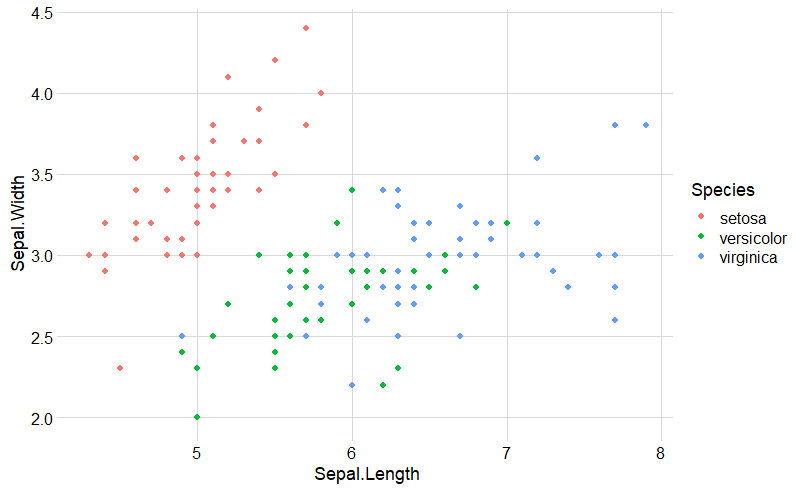 4.5
4.0
3.5
3.0
2.5
2.0
Sepal.Width
5
6
7
8
Sepal.Length
Species
setosa
versicolor
virginica